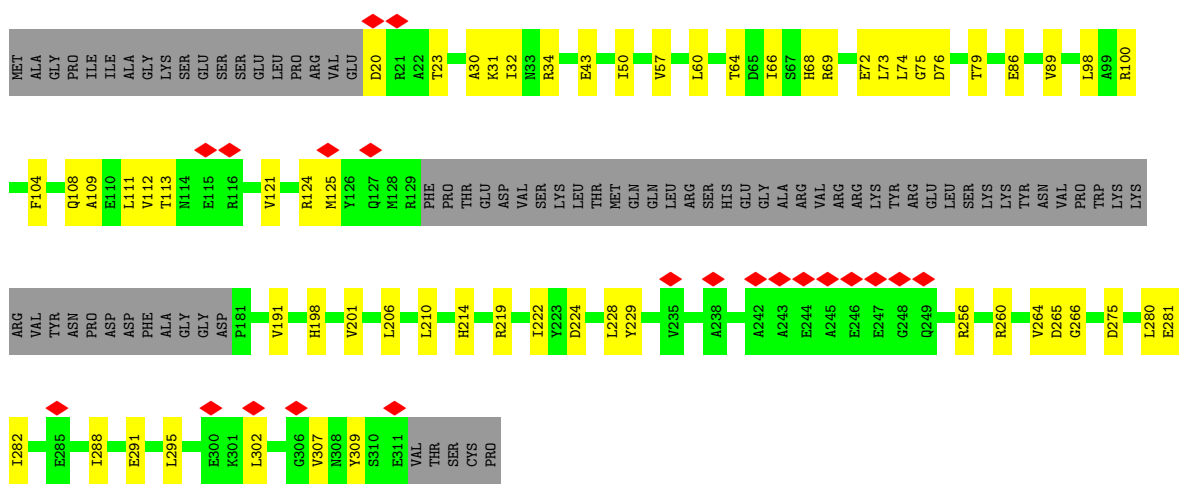 MET ALA GLY PRO ILE ILE ALA GLY LYS SER GLU SER SER GLU LEU PRO ARG VAL GLU D20 R21 A22 T23 A30 K31 I32 N33 R34 E43 I50 V57 L60 T64 D65 I66 S67 H68 R69 E72 L73 L74 G75 D76 T79 E86 V89 L98 A99 R100
F104 Q108 A109 E110 L111 V112 T113 N114 E115 R116 V121 R124 M125 Y126 Q127 M128 R129 PHE PRO THR GLU ASP VAL SER LYS LEU THR MET GLN GLN LEU ARG SER HIS GLU GLY ALA ARG VAL ARG ARG LYS TYR ARG GLU LEU SER LYS LYS TYR ASN VAL PRO TRP LYS LYS
ARG VAL TYR ASN PRO ASP ASP PHE ALA GLY GLY ASP P181 V191 H198 V201 L206 L210 H214 R219 I222 Y223 D224 L228 Y229 V235 A238 A242 A243 E244 A245 E246 E247 G248 Q249 R256 R260 V264 D265 G266 D275 L280 E281
I282 E285 I288 E291 L295 E300 K301 L302 G306 V307 N308 Y309 S310 E311 VAL THR SER CYS PRO